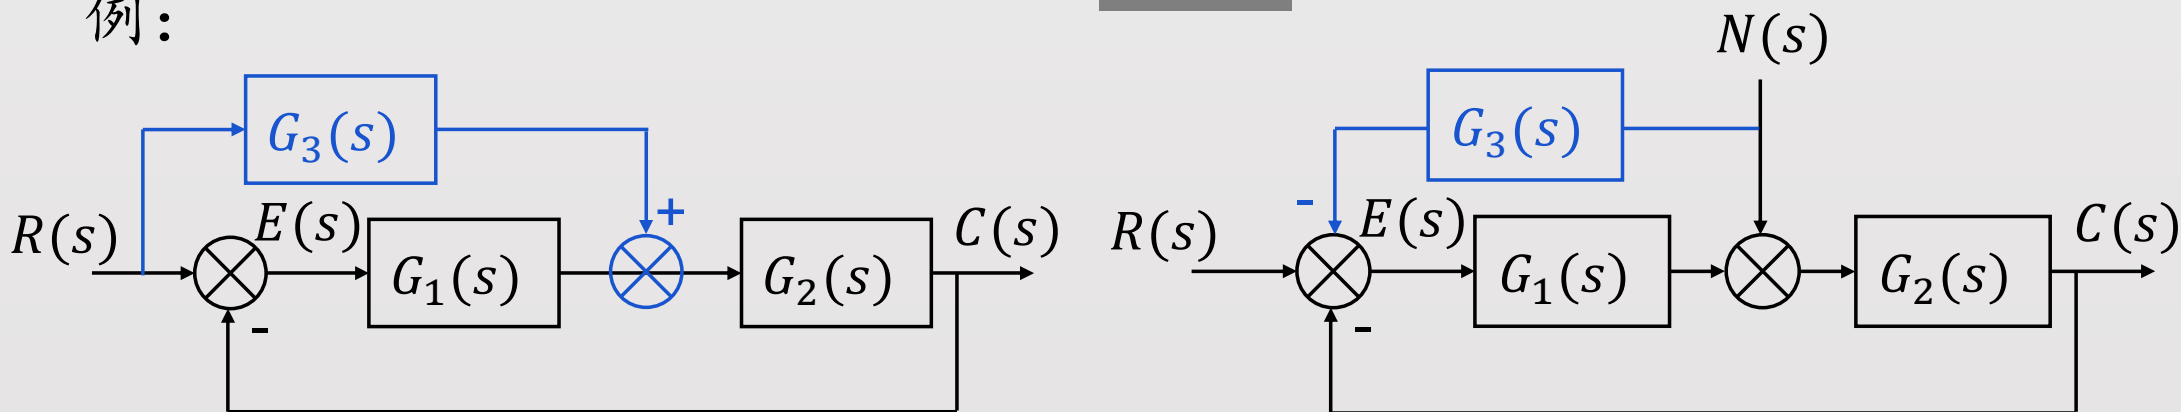 例：
G₃(s)
+
R(s) E(s) G₁(s) G₂(s) C(s)
-
N(s)
G₃(s)
-
R(s) E(s) G₁(s) G₂(s) C(s)
-